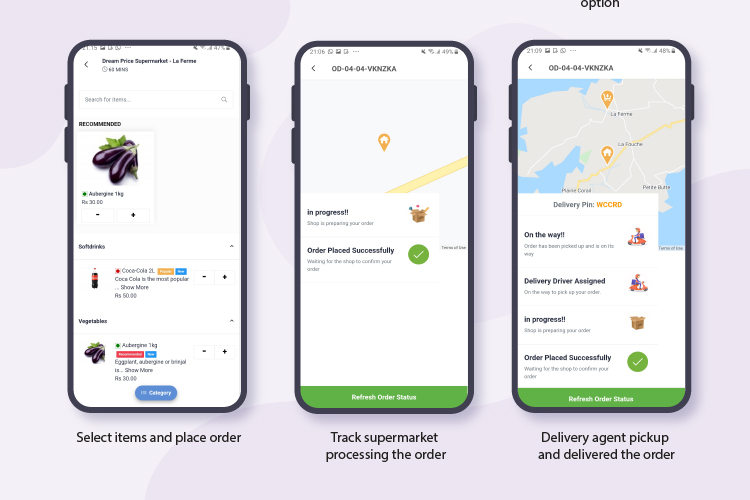 option
21:15
47%
Dream Price Supermarket - La Ferme
60 MINS
Search for items...
RECOMMENDED
Aubergine 1kg
Rs 30.00
- +
Softdrinks
Coca-Cola 2L Popular New
Coca Cola is the most popular
... Show More
Rs 50.00
- +
Vegetables
Aubergine 1kg
Recommended New
Eggplant, aubergine or brinjal
is... Show More
Rs 30.00
- +
Category
Select items and place order
21:06
49%
OD-04-04-VKNZKA
in progress!!
Shop is preparing your order
Order Placed Successfully
Waiting for the shop to confirm your
order
Terms of Use
Refresh Order Status
Track supermarket
processing the order
21:09
48%
OD-04-04-VKNZKA
La Ferme
La Fouche
Petite Butte
Plaine Corail
Delivery Pin: WCCRD
On the way!!
Order has been picked up and is on its
way
Terms of Use
Delivery Driver Assigned
On the way to pick up your order.
in progress!!
Shop is preparing your order
Order Placed Successfully
Waiting for the shop to confirm your
order
Refresh Order Status
Delivery agent pickup
and delivered the order